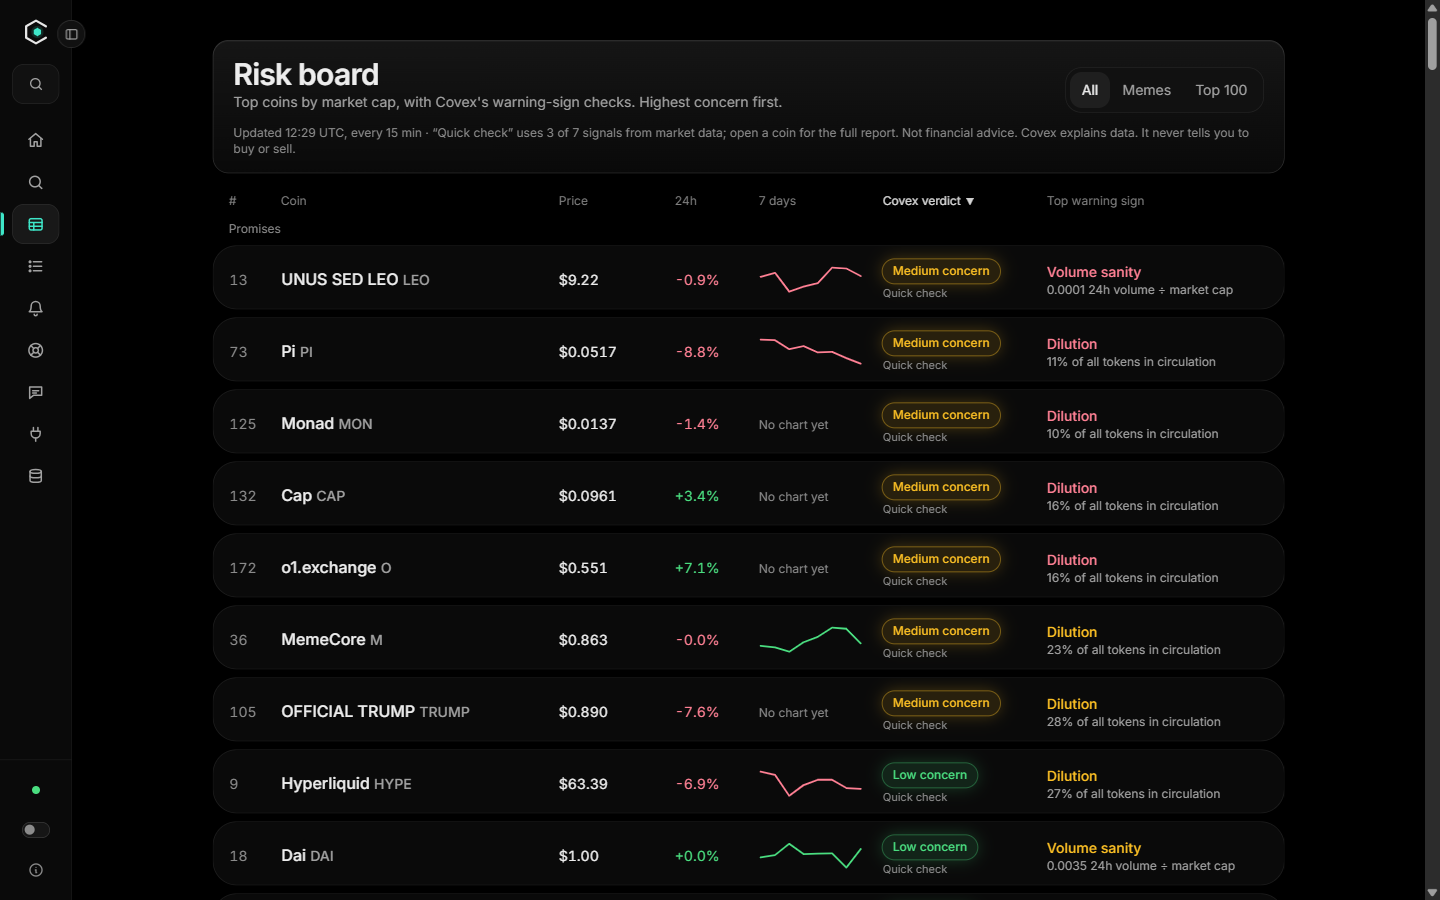 Risk board
Top coins by market cap, with Covex's warning-sign checks. Highest concern first.
All Memes Top 100
Updated 12:29 UTC, every 15 min · “Quick check” uses 3 of 7 signals from market data; open a coin for the full report. Not financial advice. Covex explains data. It never tells you to
buy or sell.
# Coin Price 24h 7 days Covex verdict ▼ Top warning sign
Promises
13 UNUS SED LEO LEO $9.22 -0.9% Medium concern Volume sanity
Quick check 0.0001 24h volume ÷ market cap
73 Pi PI $0.0517 -8.8% Medium concern Dilution
Quick check 11% of all tokens in circulation
125 Monad MON $0.0137 -1.4% No chart yet Medium concern Dilution
Quick check 10% of all tokens in circulation
132 Cap CAP $0.0961 +3.4% No chart yet Medium concern Dilution
Quick check 16% of all tokens in circulation
172 o1.exchange O $0.551 +7.1% No chart yet Medium concern Dilution
Quick check 16% of all tokens in circulation
36 MemeCore M $0.863 -0.0% Medium concern Dilution
Quick check 23% of all tokens in circulation
105 OFFICIAL TRUMP TRUMP $0.890 -7.6% No chart yet Medium concern Dilution
Quick check 28% of all tokens in circulation
9 Hyperliquid HYPE $63.39 -6.9% Low concern Dilution
Quick check 27% of all tokens in circulation
18 Dai DAI $1.00 +0.0% Low concern Volume sanity
Quick check 0.0035 24h volume ÷ market cap